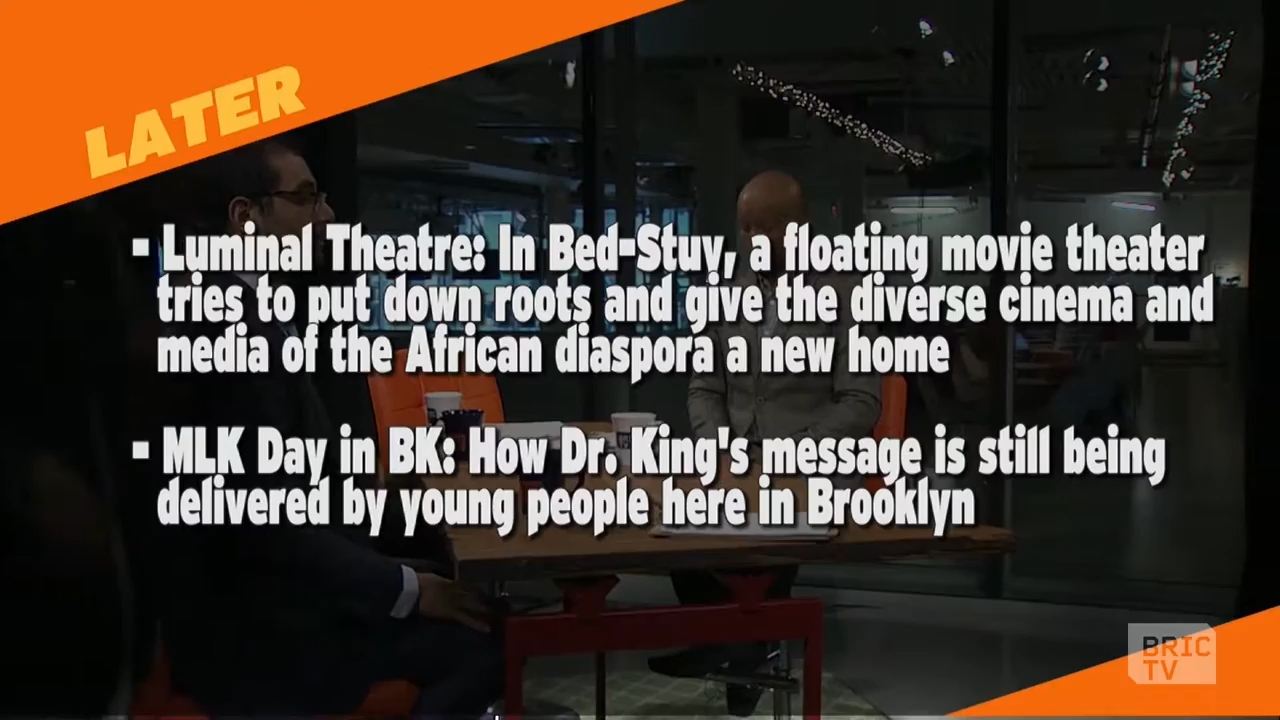 LATER
▪ Luminal Theatre: In Bed-Stuy, a floating movie theater
tries to put down roots and give the diverse cinema and
media of the African diaspora a new home
▪ MLK Day in BK: How Dr. King's message is still being
delivered by young people here in Brooklyn
BRIC
TV